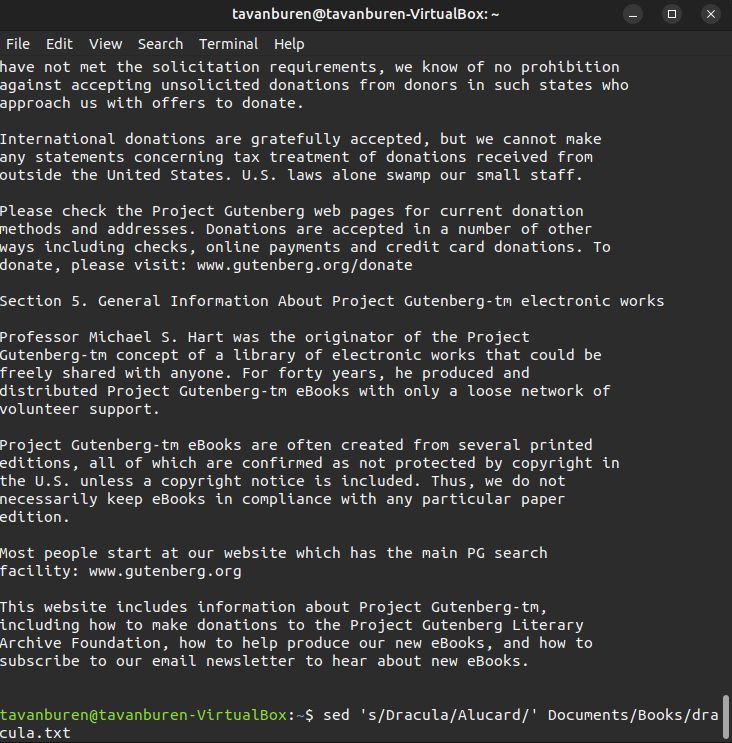 tavanburen@tavanburen-VirtualBox: ~
File Edit View Search Terminal Help
have not met the solicitation requirements, we know of no prohibition
against accepting unsolicited donations from donors in such states who
approach us with offers to donate.
International donations are gratefully accepted, but we cannot make
any statements concerning tax treatment of donations received from
outside the United States. U.S. laws alone swamp our small staff.
Please check the Project Gutenberg web pages for current donation
methods and addresses. Donations are accepted in a number of other
ways including checks, online payments and credit card donations. To
donate, please visit: www.gutenberg.org/donate
Section 5. General Information About Project Gutenberg-tm electronic works
Professor Michael S. Hart was the originator of the Project
Gutenberg-tm concept of a library of electronic works that could be
freely shared with anyone. For forty years, he produced and
distributed Project Gutenberg-tm eBooks with only a loose network of
volunteer support.
Project Gutenberg-tm eBooks are often created from several printed
editions, all of which are confirmed as not protected by copyright in
the U.S. unless a copyright notice is included. Thus, we do not
necessarily keep eBooks in compliance with any particular paper
edition.
Most people start at our website which has the main PG search
facility: www.gutenberg.org
This website includes information about Project Gutenberg-tm,
including how to make donations to the Project Gutenberg Literary
Archive Foundation, how to help produce our new eBooks, and how to
subscribe to our email newsletter to hear about new eBooks.
tavanburen@tavanburen-VirtualBox:~$ sed 's/Dracula/Alucard/' Documents/Books/dra
cula.txt